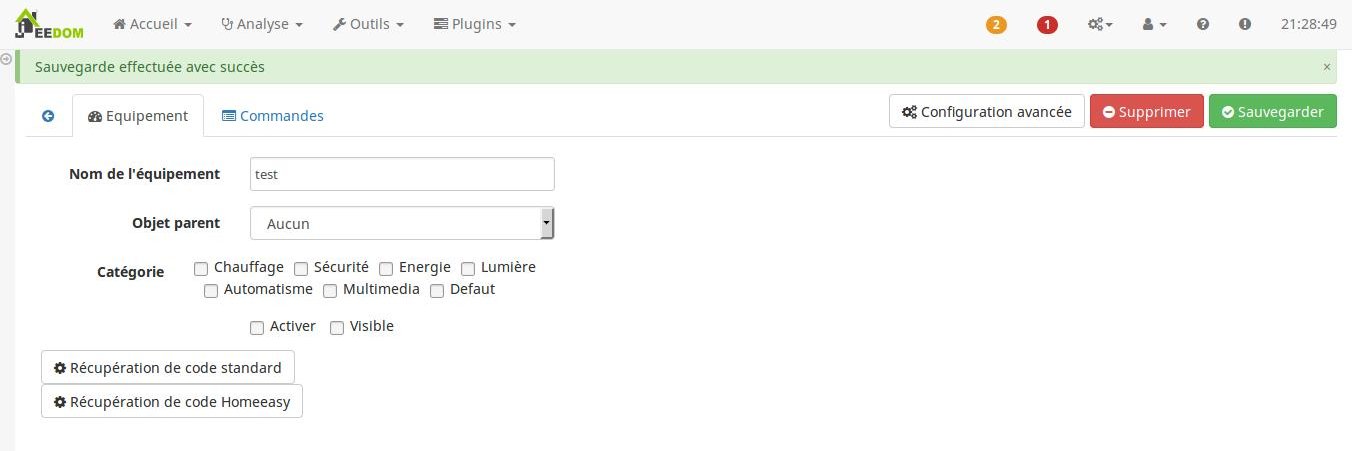 JEEDOM Accueil Analyse Outils Plugins 2 1 21:28:49
Sauvegarde effectuée avec succès ×
Equipement Commandes Configuration avancée Supprimer Sauvegarder
Nom de l'équipement test
Objet parent Aucun
Catégorie Chauffage Sécurité Energie Lumière
Automatisme Multimedia Defaut
Activer Visible
Récupération de code standard
Récupération de code Homeeasy